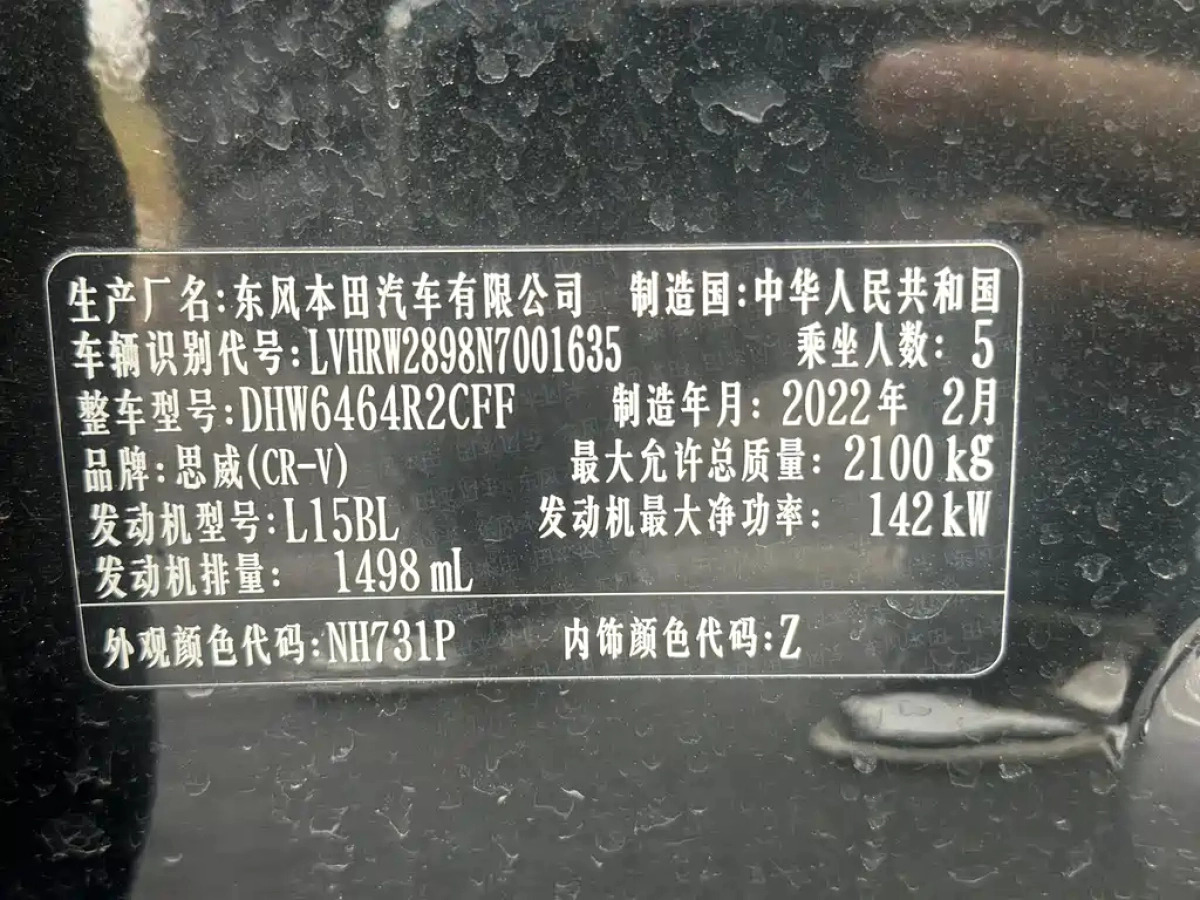 生产厂名:东风本田汽车有限公司 制造国:中华人民共和国
车辆识别代号:LVHRW2898N7001635 乘坐人数: 5
整车型号:DHW6464R2CFF 制造年月: 2022年 2月
品牌:思威(CR-V) 最大允许总质量: 2100 kg
发动机型号:L15BL 发动机最大净功率: 142 kW
发动机排量: 1498 mL
外观颜色代码:NH731P 内饰颜色代码:Z